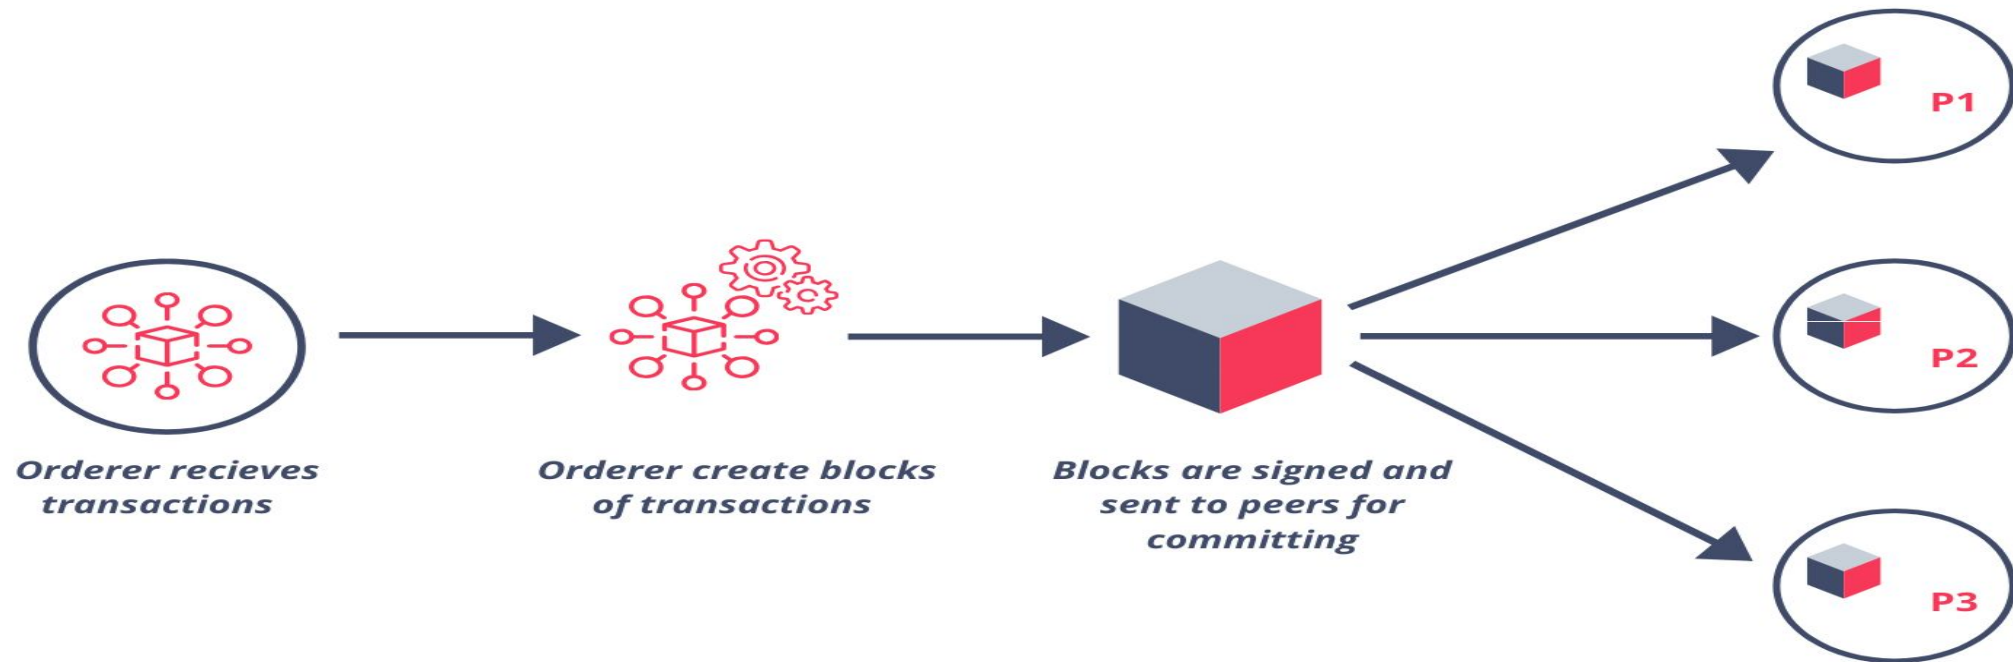 Orderer recieves
transactions
Orderer create blocks
of transactions
Blocks are signed and
sent to peers for
committing
P1
P2
P3